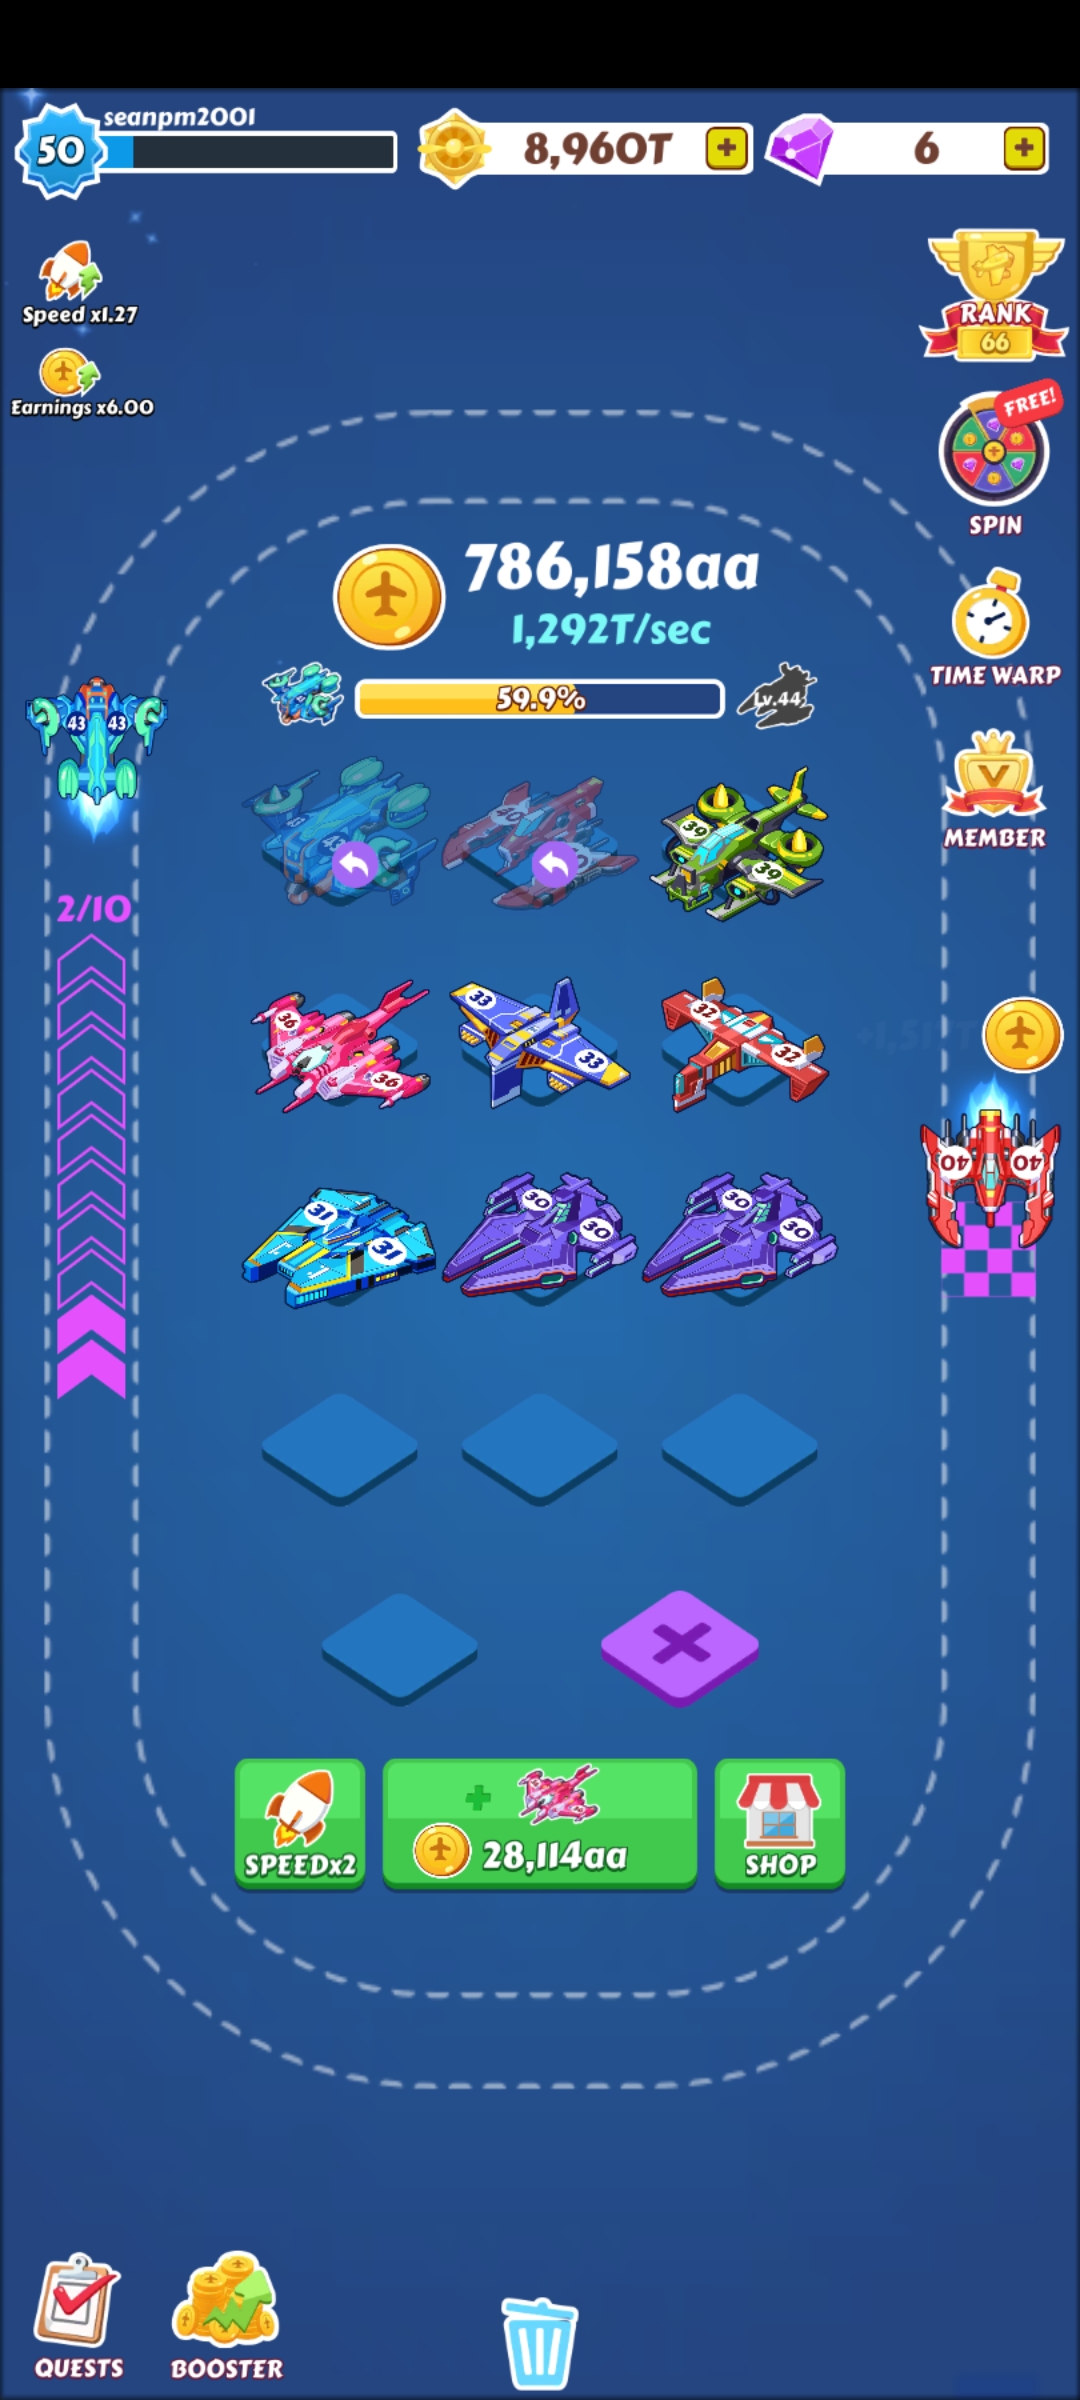 seanpm2001
50
8,960T
6
Speed x1.27
Earnings x6.00
RANK
66
FREE!
SPIN
786,158aa
1,292T/sec
TIME WARP
59.9%
Lv.44
43 43
MEMBER
39
39
2/10
36
36
33
33
32
32
40 40
31
31
30
30
30
30
SPEEDx2
28,114aa
SHOP
QUESTS
BOOSTER